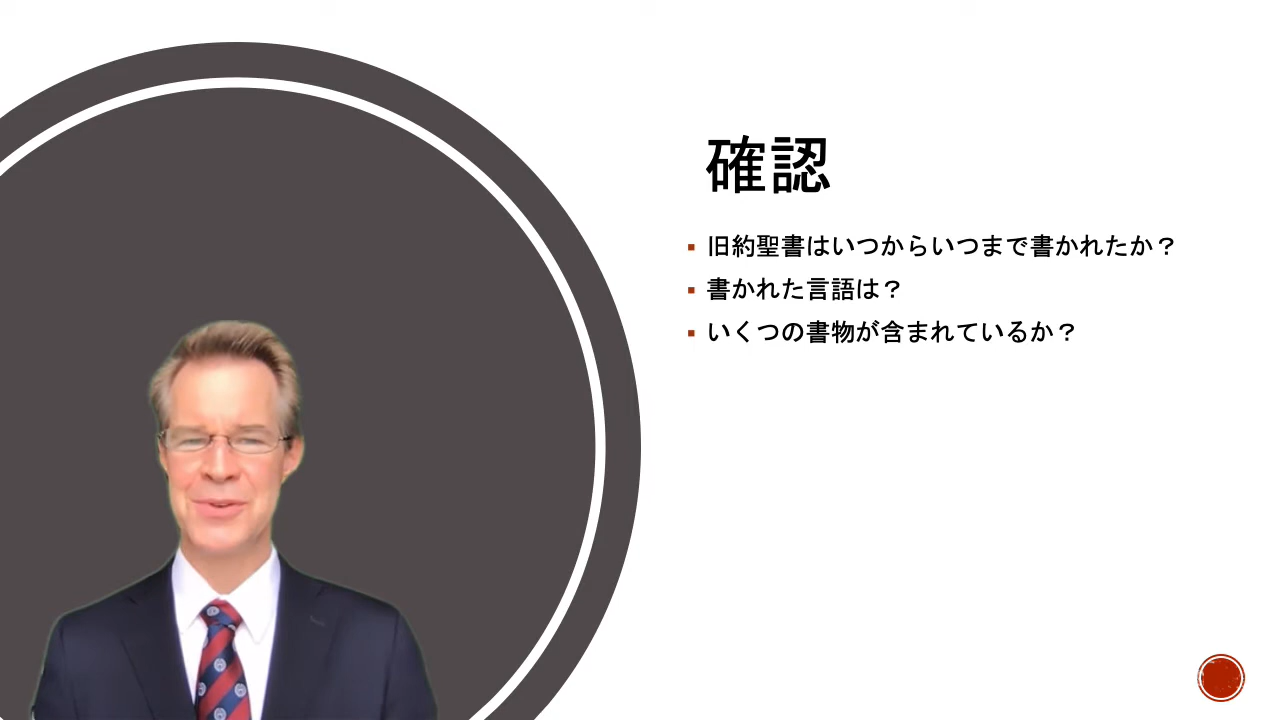 確認
▪ 旧約聖書はいつからいつまで書かれたか？
▪ 書かれた言語は？
▪ いくつの書物が含まれているか？